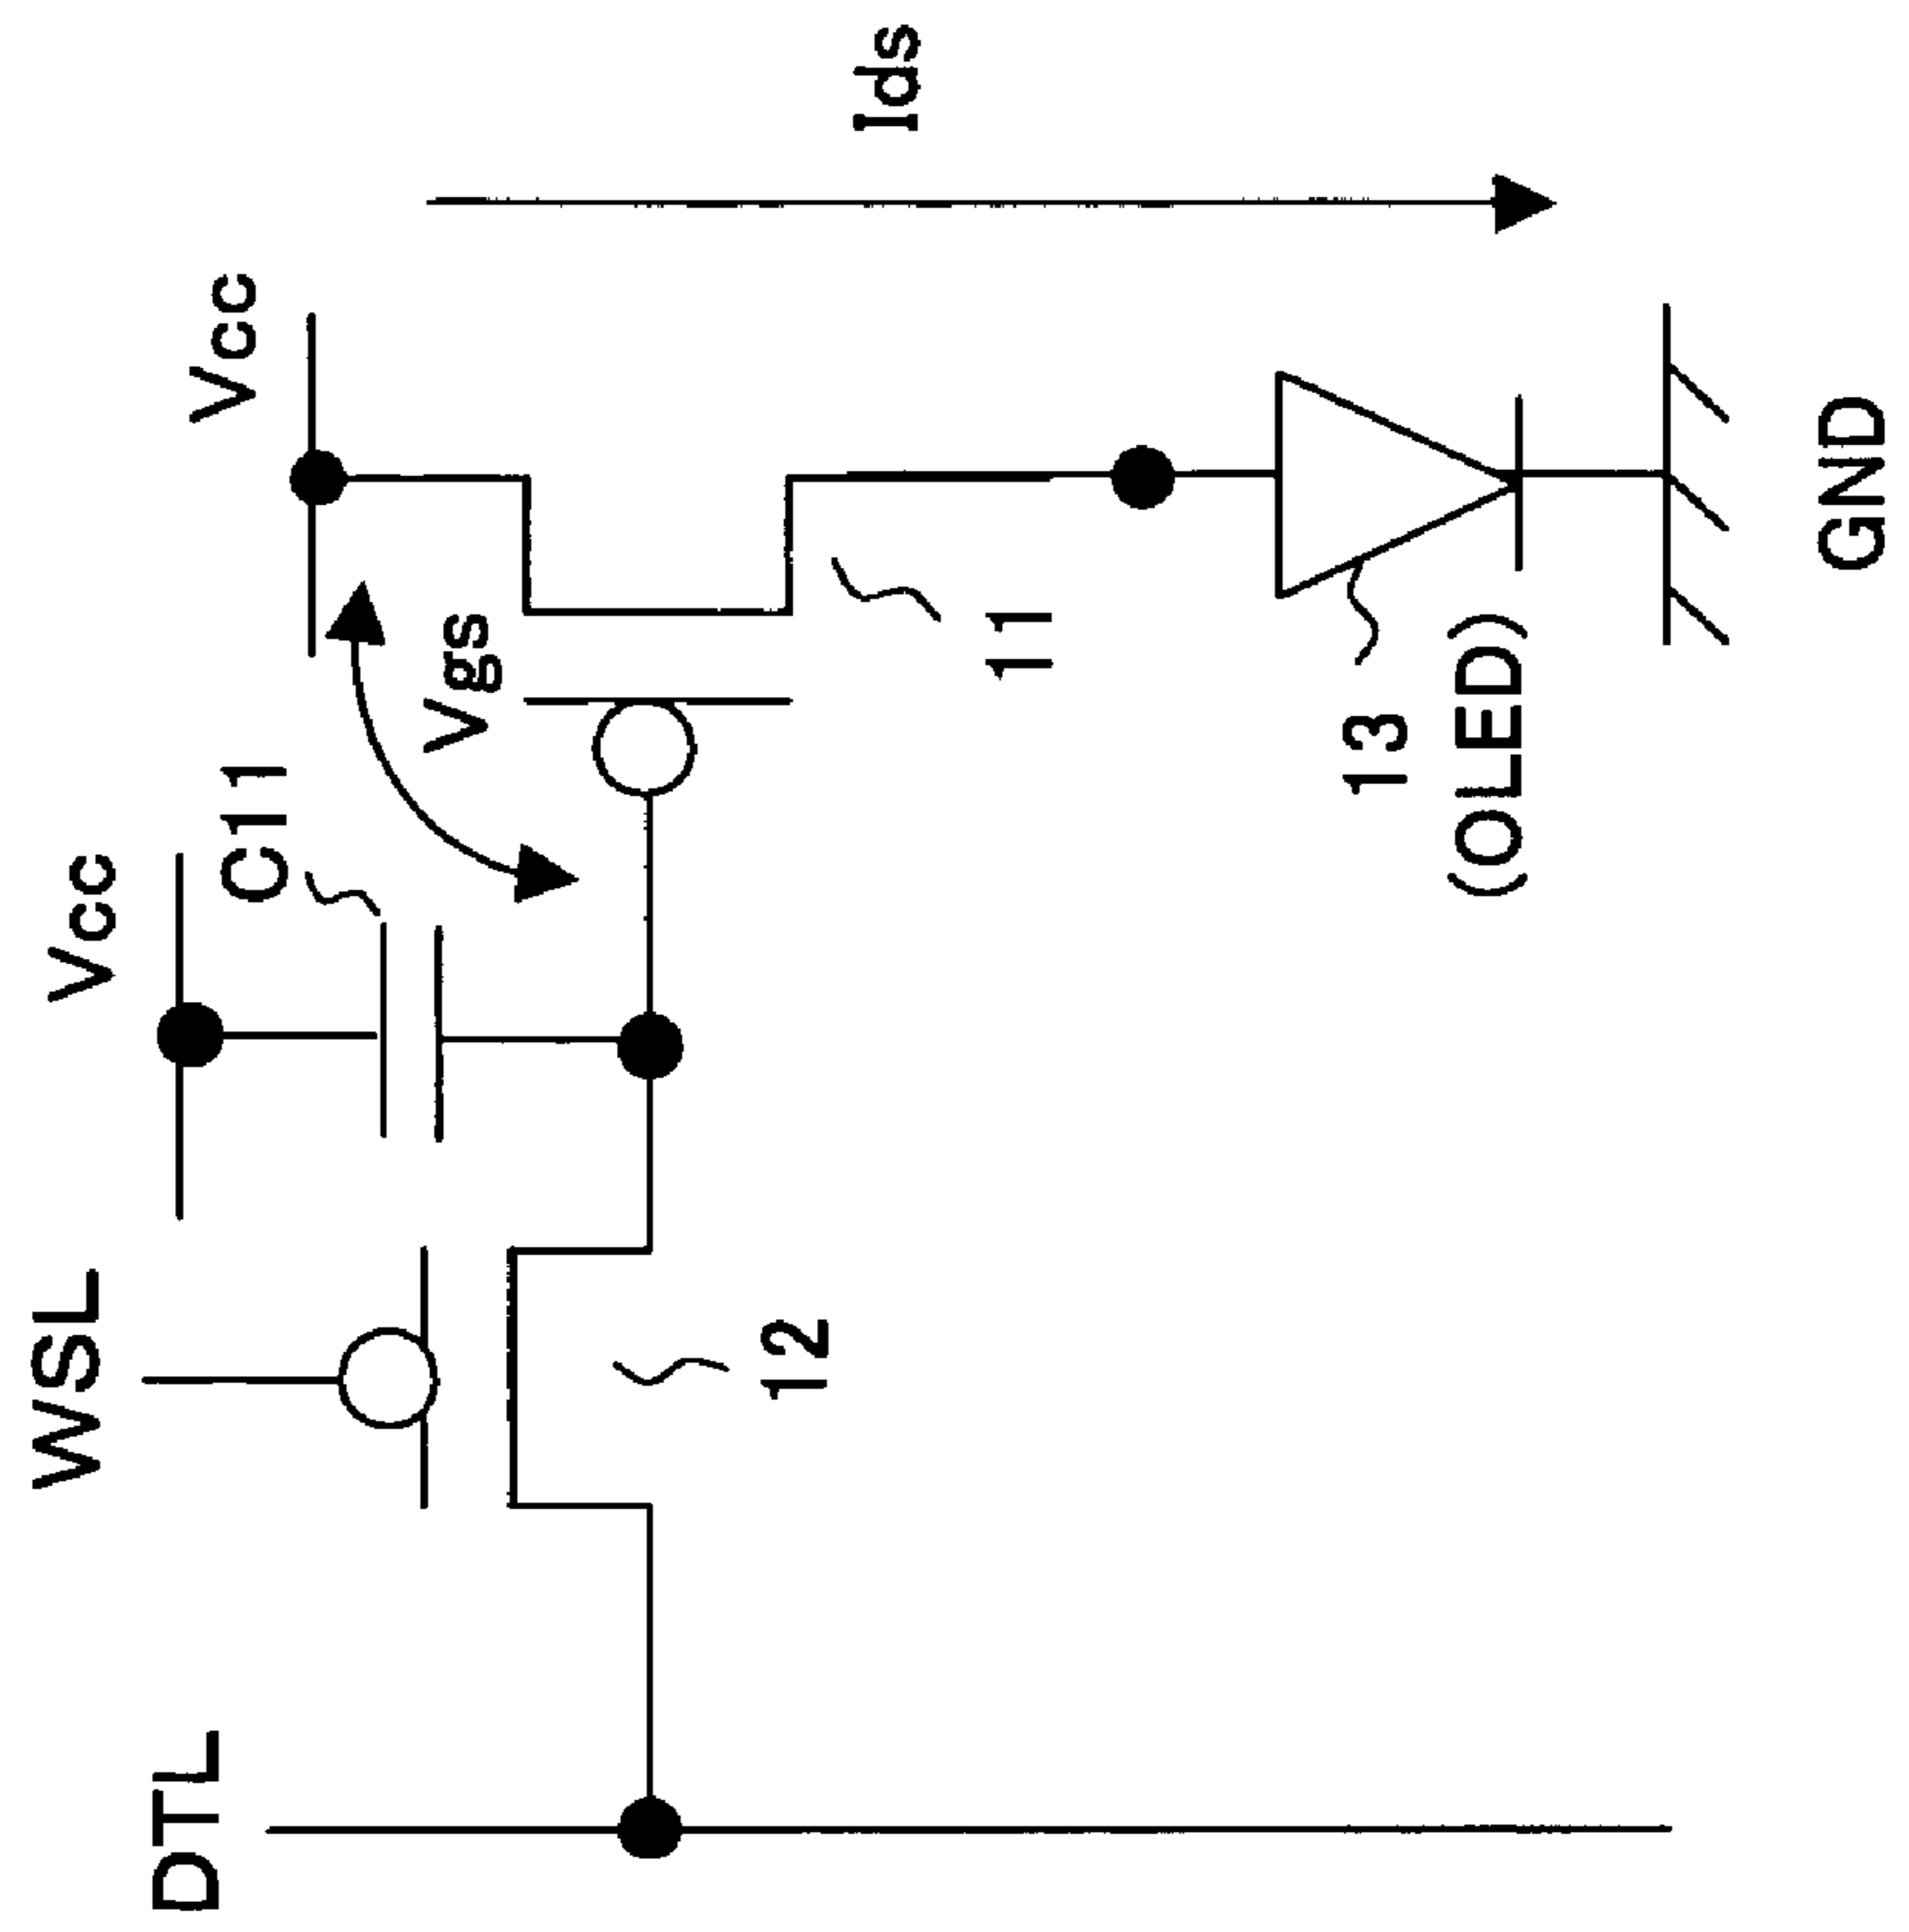 DTL
WSL
Vcc
C11
Vcc
Vgs
Ids
12
11
13
(OLED)
GND